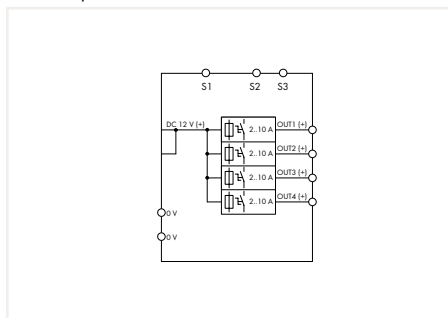 S1 S2 S3
DC 12 V (+)
2..10 A OUT1 (+)
2..10 A OUT2 (+)
2..10 A OUT3 (+)
2..10 A OUT4 (+)
0 V
0 V